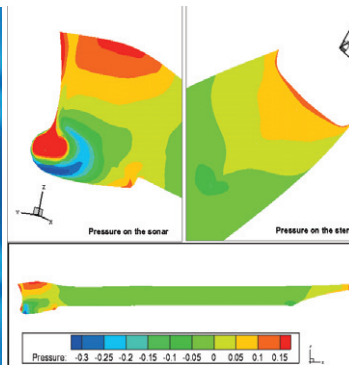 Z
Y
X
Pressure on the sonar
Pressure on the ster
Pressure: -0.3 -0.25 -0.2 -0.15 -0.1 -0.05 0 0.05 0.1 0.15